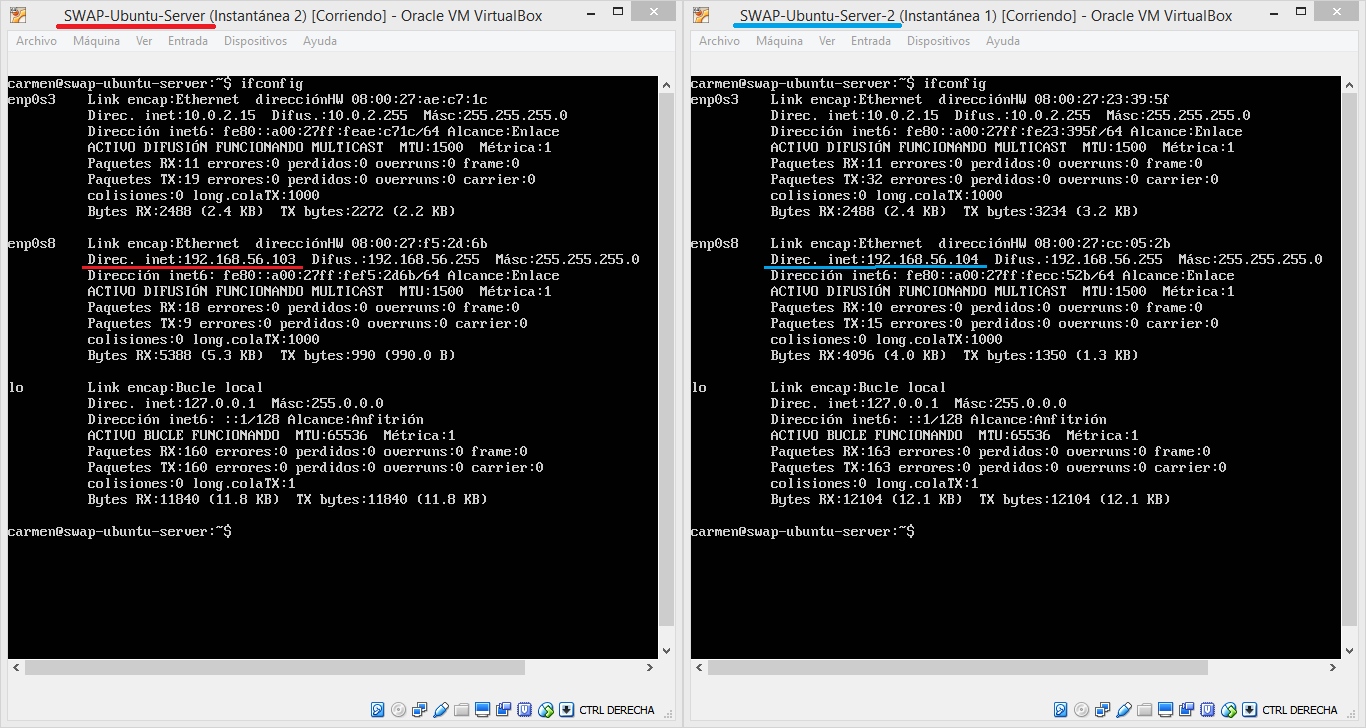 SWAP-Ubuntu-Server (Instantánea 2) [Corriendo] - Oracle VM VirtualBox
Archivo Máquina Ver Entrada Dispositivos Ayuda
carmen@swap-ubuntu-server:~$ ifconfig
enp0s3 Link encap:Ethernet direcciónHW 08:00:27:ae:c7:1c
Direc. inet:10.0.2.15 Difus.:10.0.2.255 Másc:255.255.255.0
Dirección inet6: fe80::a00:27ff:feae:c71c/64 Alcance:Enlace
ACTIVO DIFUSIÓN FUNCIONANDO MULTICAST MTU:1500 Métrica:1
Paquetes RX:11 errores:0 perdidos:0 overruns:0 frame:0
Paquetes TX:19 errores:0 perdidos:0 overruns:0 carrier:0
colisiones:0 long.colaTX:1000
Bytes RX:2488 (2.4 KB) TX bytes:2272 (2.2 KB)
enp0s8 Link encap:Ethernet direcciónHW 08:00:27:f5:2d:6b
Direc. inet:192.168.56.103 Difus.:192.168.56.255 Másc:255.255.255.0
Dirección inet6: fe80::a00:27ff:fef5:2d6b/64 Alcance:Enlace
ACTIVO DIFUSIÓN FUNCIONANDO MULTICAST MTU:1500 Métrica:1
Paquetes RX:18 errores:0 perdidos:0 overruns:0 frame:0
Paquetes TX:9 errores:0 perdidos:0 overruns:0 carrier:0
colisiones:0 long.colaTX:1000
Bytes RX:5388 (5.3 KB) TX bytes:990 (990.0 B)
lo Link encap:Bucle local
Direc. inet:127.0.0.1 Másc:255.0.0.0
Dirección inet6: ::1/128 Alcance:Anfitrión
ACTIVO BUCLE FUNCIONANDO MTU:65536 Métrica:1
Paquetes RX:160 errores:0 perdidos:0 overruns:0 frame:0
Paquetes TX:160 errores:0 perdidos:0 overruns:0 carrier:0
colisiones:0 long.colaTX:1
Bytes RX:11840 (11.8 KB) TX bytes:11840 (11.8 KB)
carmen@swap-ubuntu-server:~$
CTRL DERECHA
SWAP-Ubuntu-Server-2 (Instantánea 1) [Corriendo] - Oracle VM VirtualBox
Archivo Máquina Ver Entrada Dispositivos Ayuda
carmen@swap-ubuntu-server:~$ ifconfig
enp0s3 Link encap:Ethernet direcciónHW 08:00:27:23:39:5f
Direc. inet:10.0.2.15 Difus.:10.0.2.255 Másc:255.255.255.0
Dirección inet6: fe80::a00:27ff:fe23:395f/64 Alcance:Enlace
ACTIVO DIFUSIÓN FUNCIONANDO MULTICAST MTU:1500 Métrica:1
Paquetes RX:11 errores:0 perdidos:0 overruns:0 frame:0
Paquetes TX:32 errores:0 perdidos:0 overruns:0 carrier:0
colisiones:0 long.colaTX:1000
Bytes RX:2488 (2.4 KB) TX bytes:3234 (3.2 KB)
enp0s8 Link encap:Ethernet direcciónHW 08:00:27:cc:05:2b
Direc. inet:192.168.56.104 Difus.:192.168.56.255 Másc:255.255.255.0
Dirección inet6: fe80::a00:27ff:fecc:52b/64 Alcance:Enlace
ACTIVO DIFUSIÓN FUNCIONANDO MULTICAST MTU:1500 Métrica:1
Paquetes RX:10 errores:0 perdidos:0 overruns:0 frame:0
Paquetes TX:15 errores:0 perdidos:0 overruns:0 carrier:0
colisiones:0 long.colaTX:1000
Bytes RX:4096 (4.0 KB) TX bytes:1350 (1.3 KB)
lo Link encap:Bucle local
Direc. inet:127.0.0.1 Másc:255.0.0.0
Dirección inet6: ::1/128 Alcance:Anfitrión
ACTIVO BUCLE FUNCIONANDO MTU:65536 Métrica:1
Paquetes RX:163 errores:0 perdidos:0 overruns:0 frame:0
Paquetes TX:163 errores:0 perdidos:0 overruns:0 carrier:0
colisiones:0 long.colaTX:1
Bytes RX:12104 (12.1 KB) TX bytes:12104 (12.1 KB)
carmen@swap-ubuntu-server:~$
CTRL DERECHA